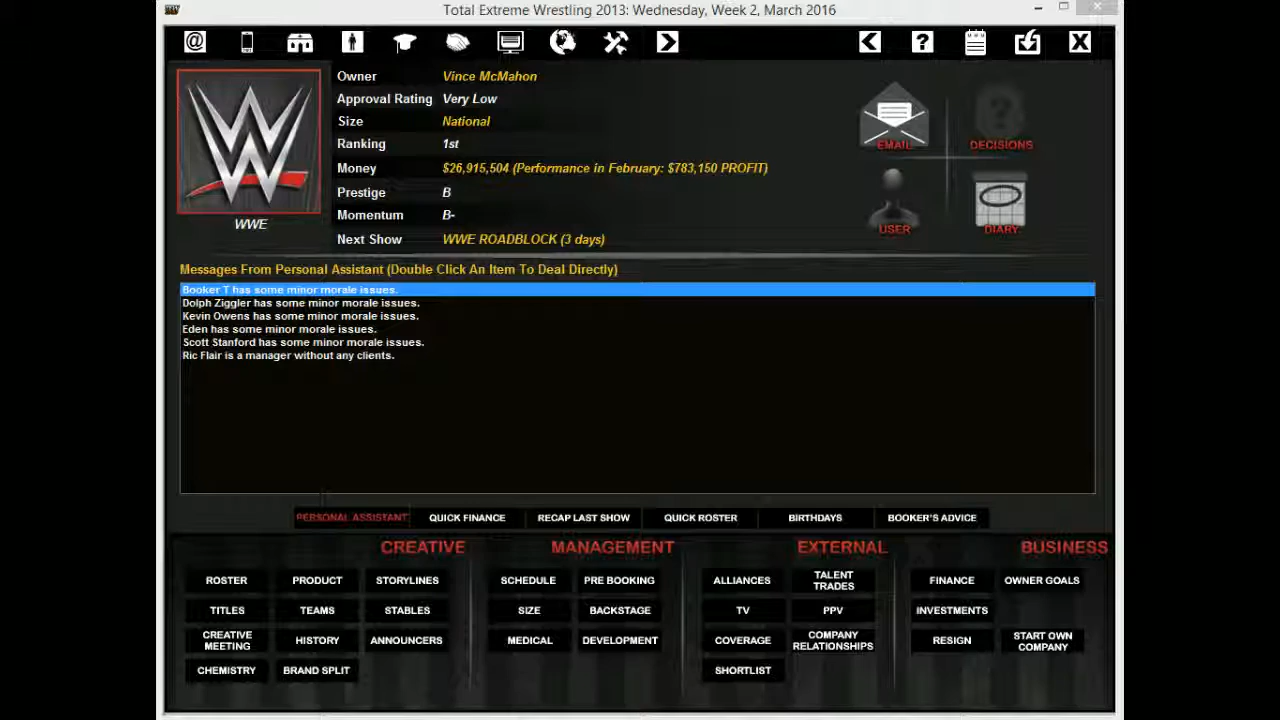 Total Extreme Wrestling 2013: Wednesday, Week 2, March 2016
Owner Vince McMahon
Approval Rating Very Low
Size National
Ranking 1st
Money $26,915,504 (Performance in February: $783,150 PROFIT)
Prestige B
Momentum B-
Next Show WWE ROADBLOCK (3 days)
WWE
EMAIL DECISIONS
USER DIARY
Messages From Personal Assistant (Double Click An Item To Deal Directly)
Booker T has some minor morale issues.
Dolph Ziggler has some minor morale issues.
Kevin Owens has some minor morale issues.
Eden has some minor morale issues.
Scott Stanford has some minor morale issues.
Ric Flair is a manager without any clients.
PERSONAL ASSISTANT QUICK FINANCE RECAP LAST SHOW QUICK ROSTER BIRTHDAYS BOOKER'S ADVICE
CREATIVE MANAGEMENT EXTERNAL BUSINESS
ROSTER PRODUCT STORYLINES SCHEDULE PRE BOOKING ALLIANCES TALENT TRADES FINANCE OWNER GOALS
TITLES TEAMS STABLES SIZE BACKSTAGE TV PPV INVESTMENTS
CREATIVE MEETING HISTORY ANNOUNCERS MEDICAL DEVELOPMENT COVERAGE COMPANY RELATIONSHIPS RESIGN START OWN COMPANY
CHEMISTRY BRAND SPLIT SHORTLIST